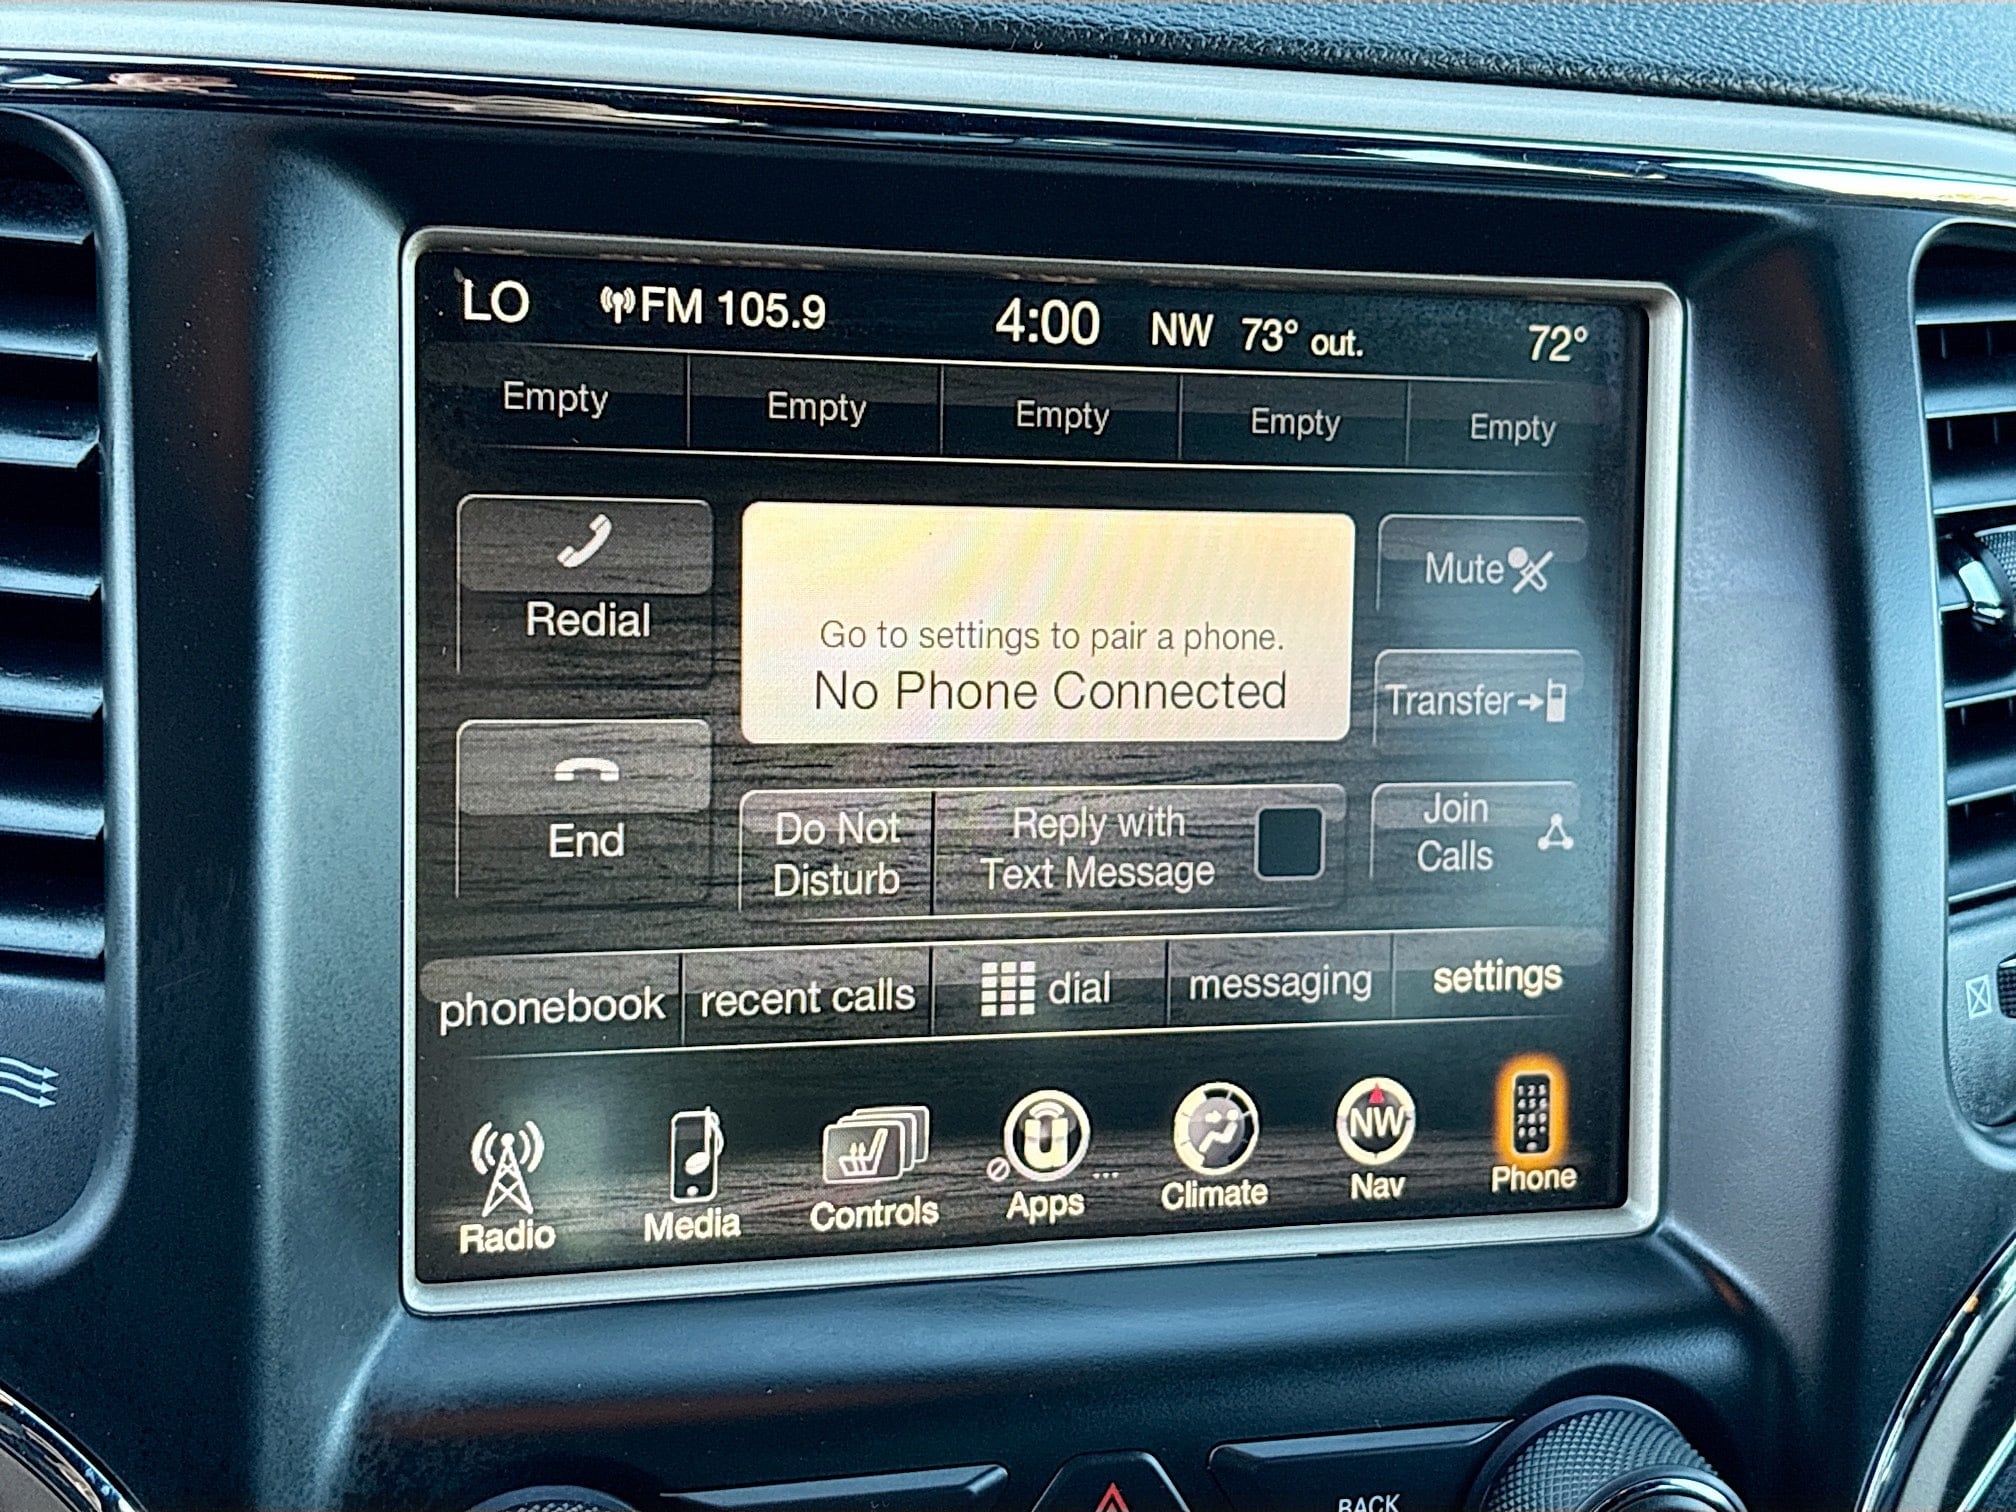 LO FM 105.9 4:00 NW 73° out. 72°
Empty Empty Empty Empty Empty
Redial
Go to settings to pair a phone.
No Phone Connected
Mute
Transfer
End
Do Not
Disturb
Reply with
Text Message
Join
Calls
phonebook recent calls dial messaging settings
NW
Radio Media Controls Apps ... Climate Nav Phone
BACK